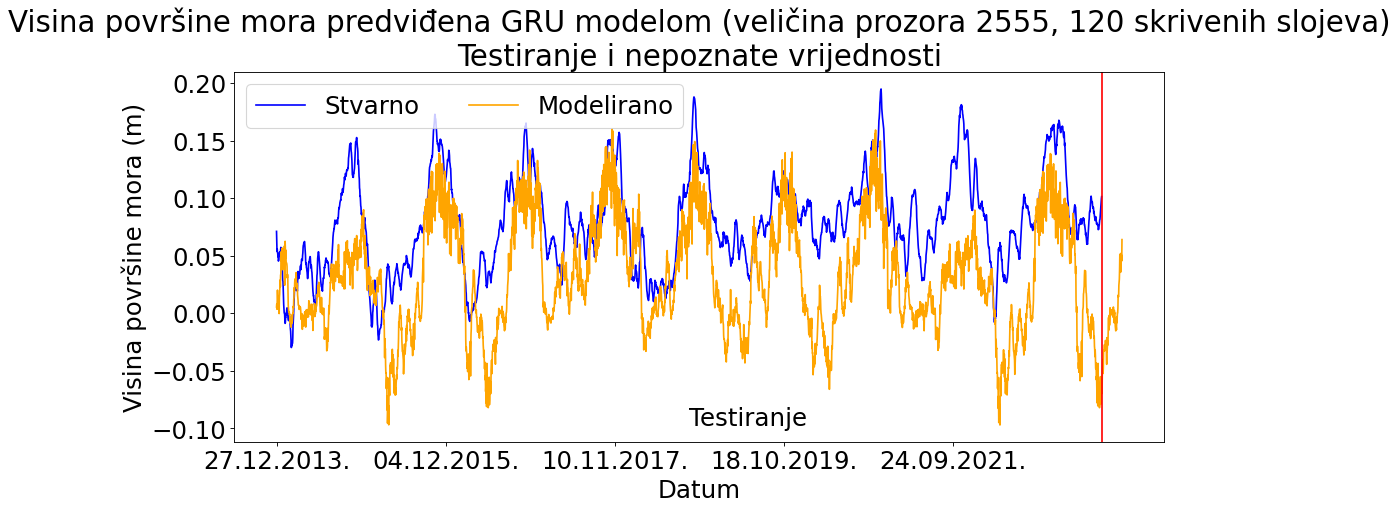 Visina površine mora predviđena GRU modelom (veličina prozora 2555, 120 skrivenih slojeva)
Testiranje i nepoznate vrijednosti
Stvarno
Modelirano
Visina površine mora (m)
0.20
0.15
0.10
0.05
0.00
−0.05
−0.10
Testiranje
27.12.2013. 04.12.2015. 10.11.2017. 18.10.2019. 24.09.2021.
Datum